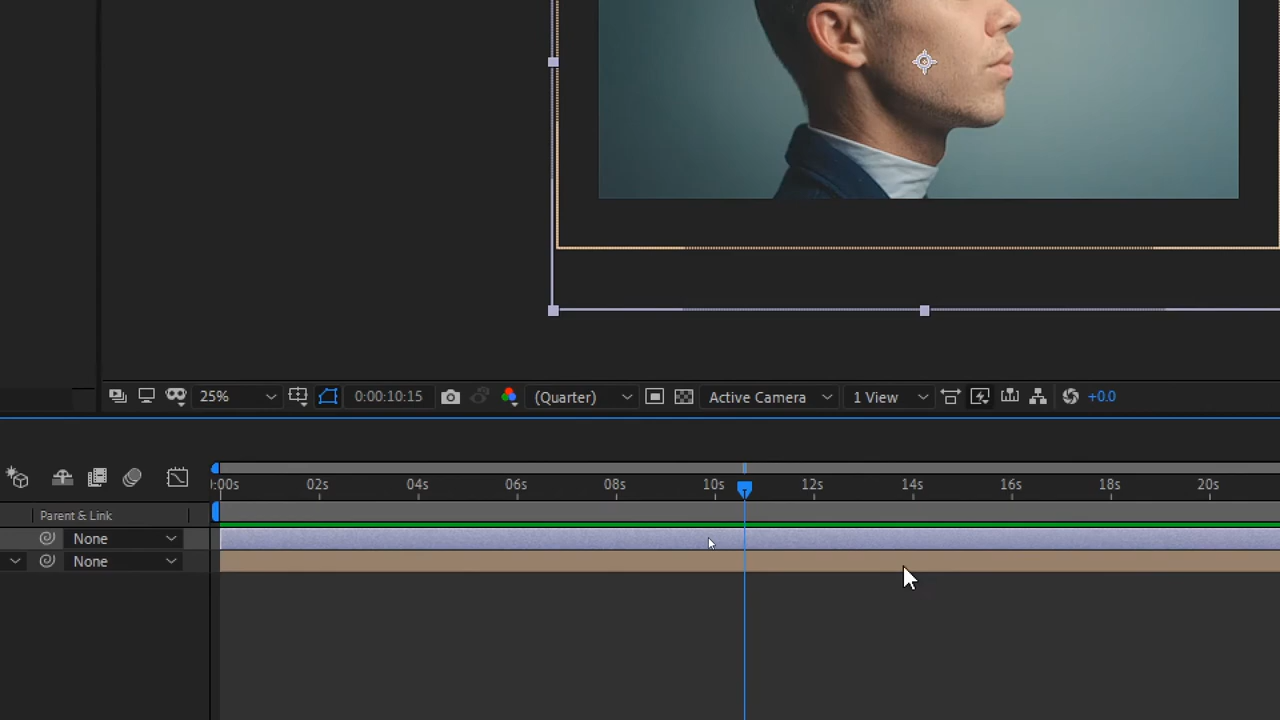 25%
0:00:10:15
(Quarter)
Active Camera
1 View
+0.0
):00s 02s 04s 06s 08s 10s 12s 14s 16s 18s 20s
Parent & Link
None
None